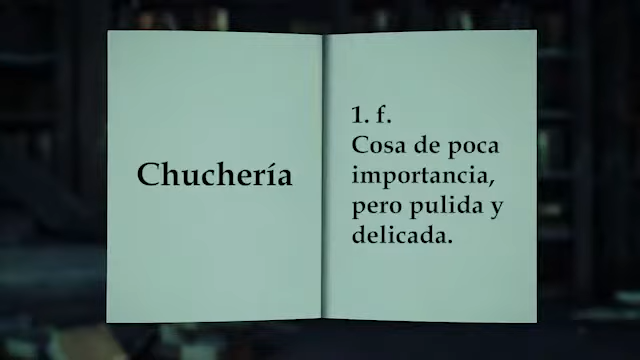 Chuchería
1. f.
Cosa de poca
importancia,
pero pulida y
delicada.